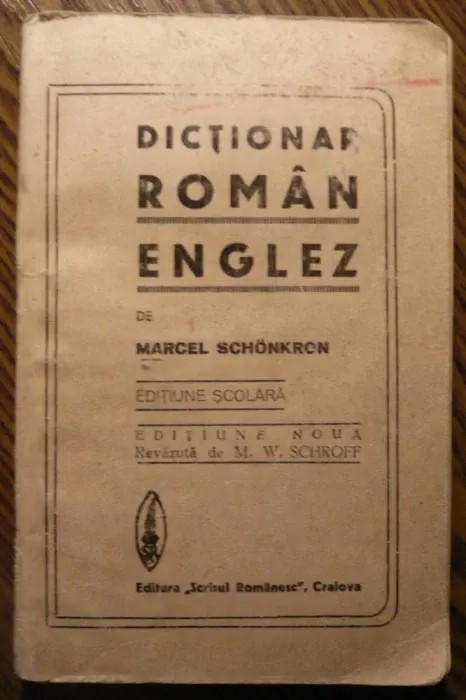 DICȚIONAR
ROMÂN
ENGLEZ
DE
MARCEL SCHÖNKRON
EDIȚIUNE ȘCOLARĂ
EDIȚIUNE NOUĂ
Revăzută de M. W. SCHROFF
Editura „Scrisul Românesc", Craiova